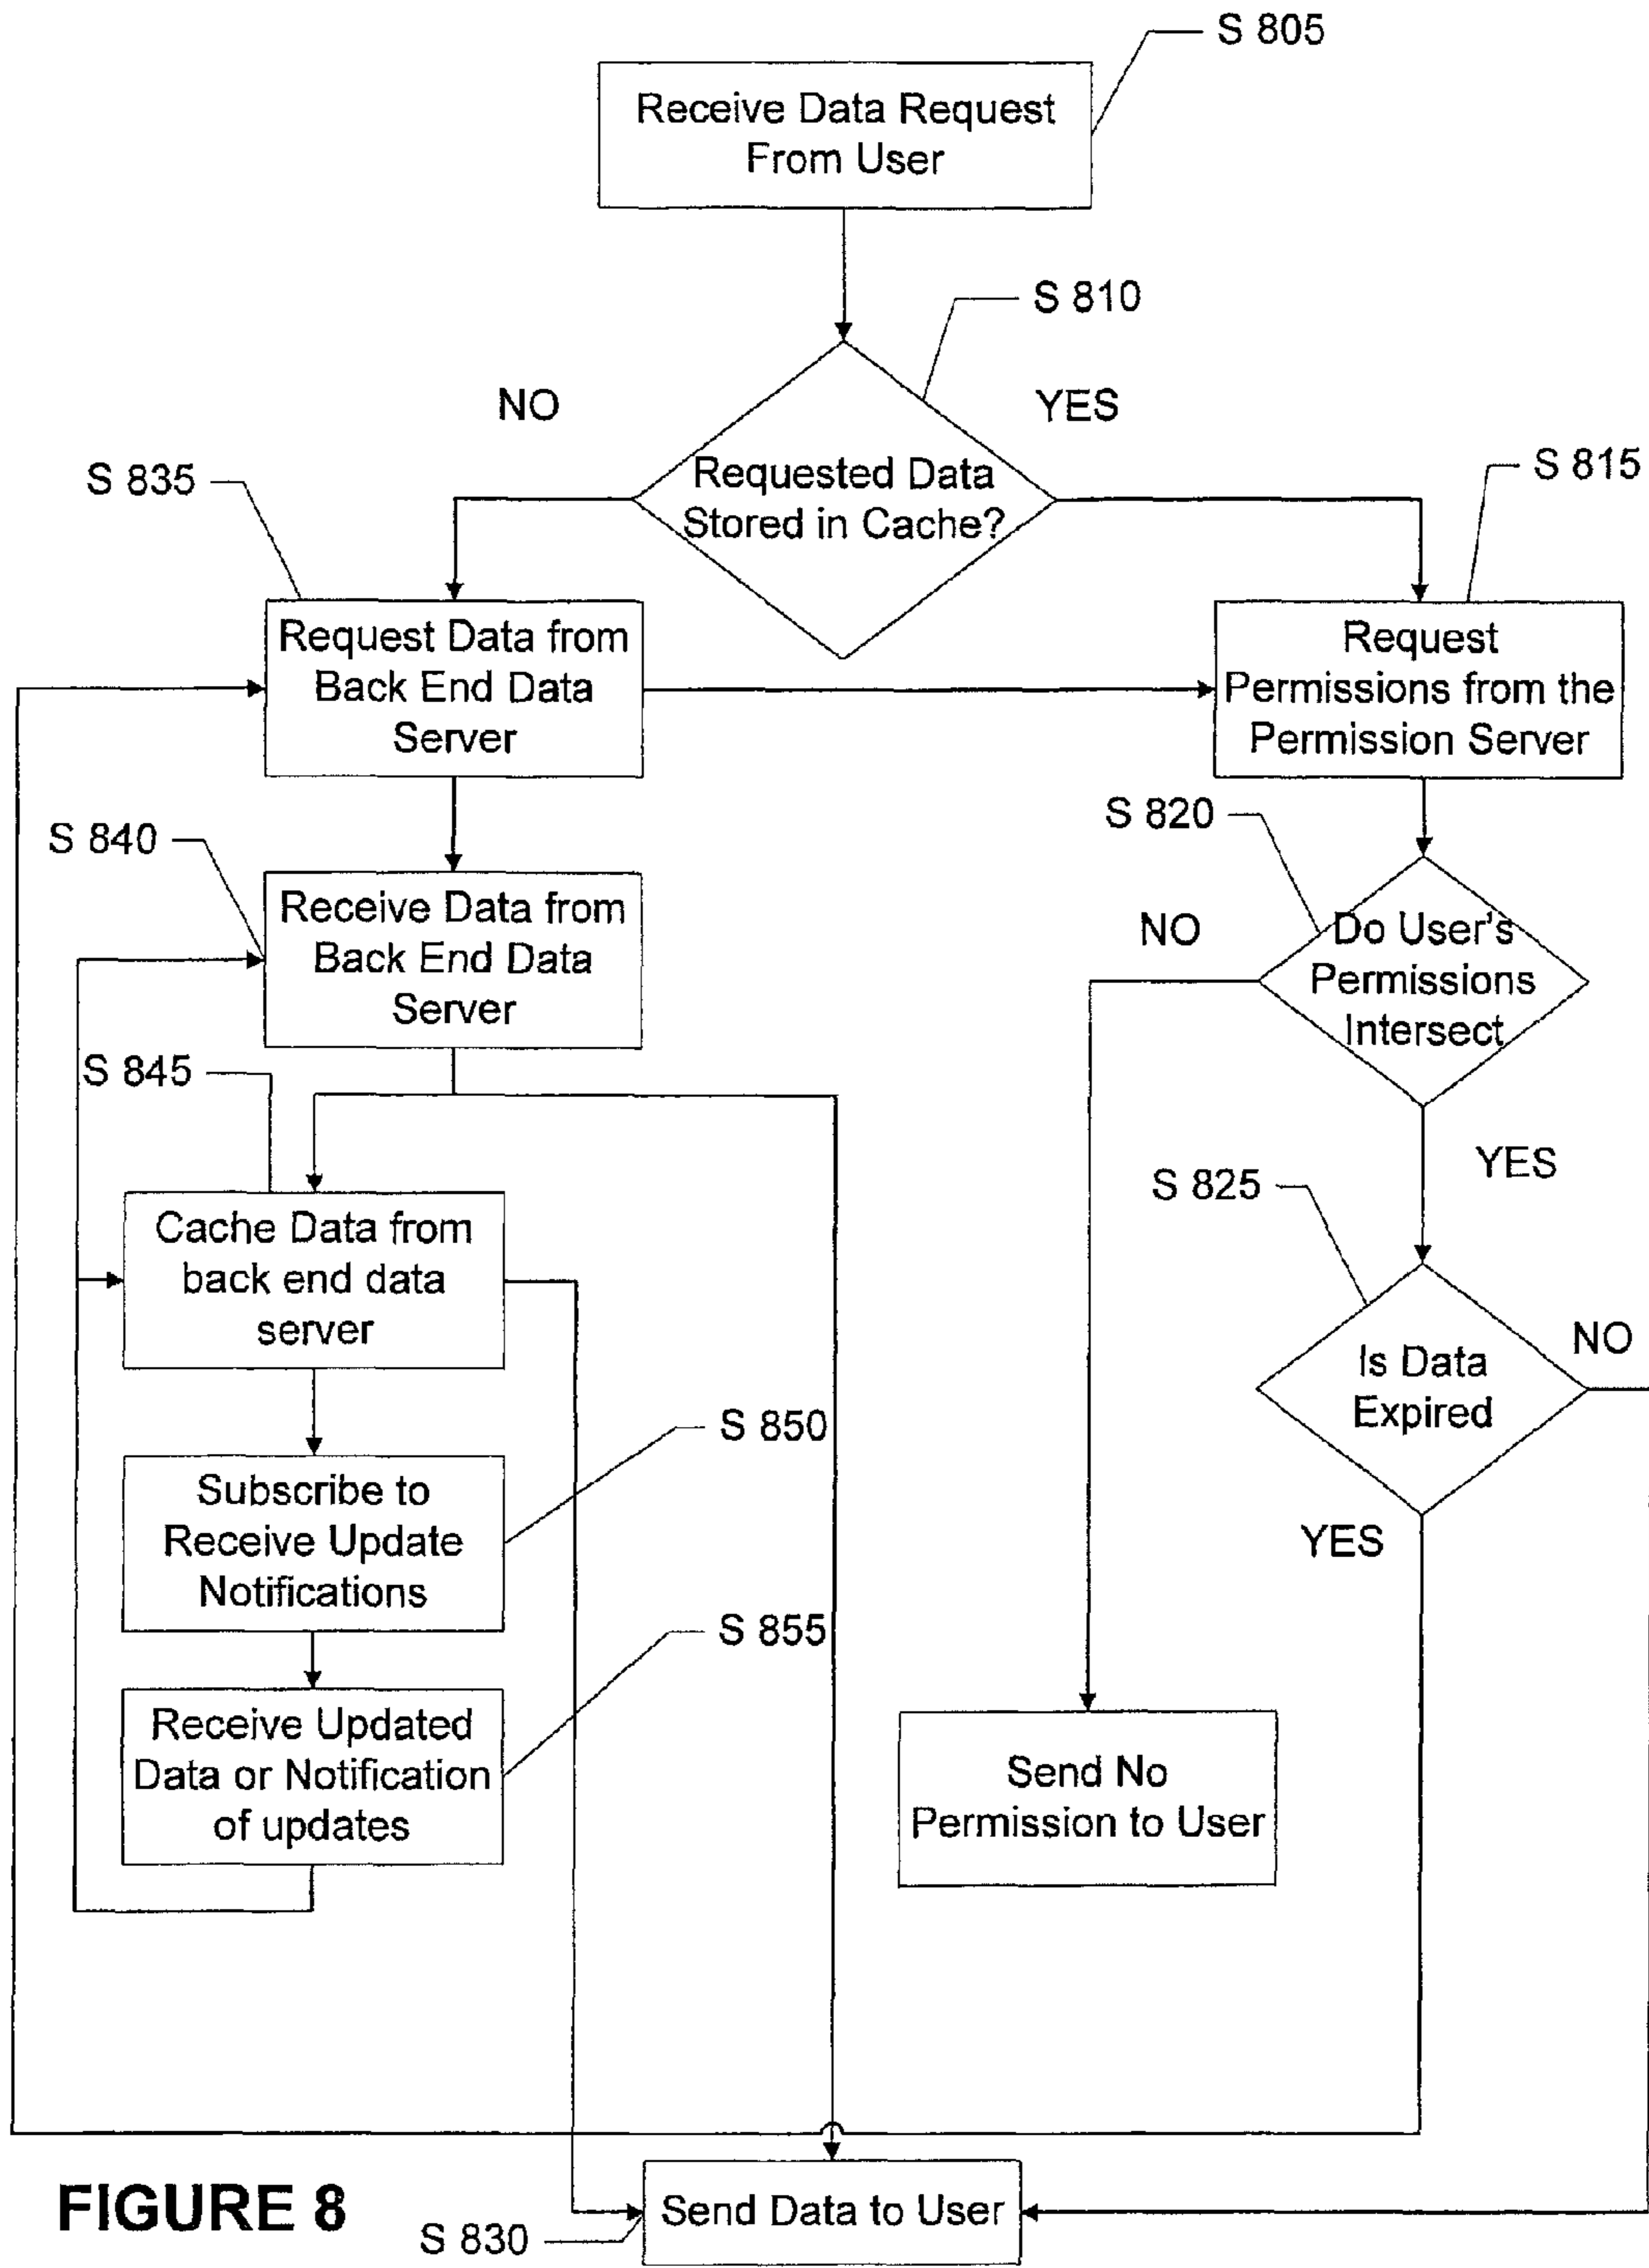 S 805
Receive Data Request
From User
S 810
NO
YES
Requested Data
Stored in Cache?
S 835
S 815
Request Data from
Back End Data
Server
Request
Permissions from the
Permission Server
S 840
S 820
Receive Data from
Back End Data
Server
NO
Do User's
Permissions
Intersect
S 845
YES
S 825
Cache Data from
back end data
server
NO
Is Data
Expired
S 850
Subscribe to
Receive Update
Notifications
YES
S 855
Receive Updated
Data or Notification
of updates
Send No
Permission to User
FIGURE 8
S 830
Send Data to User